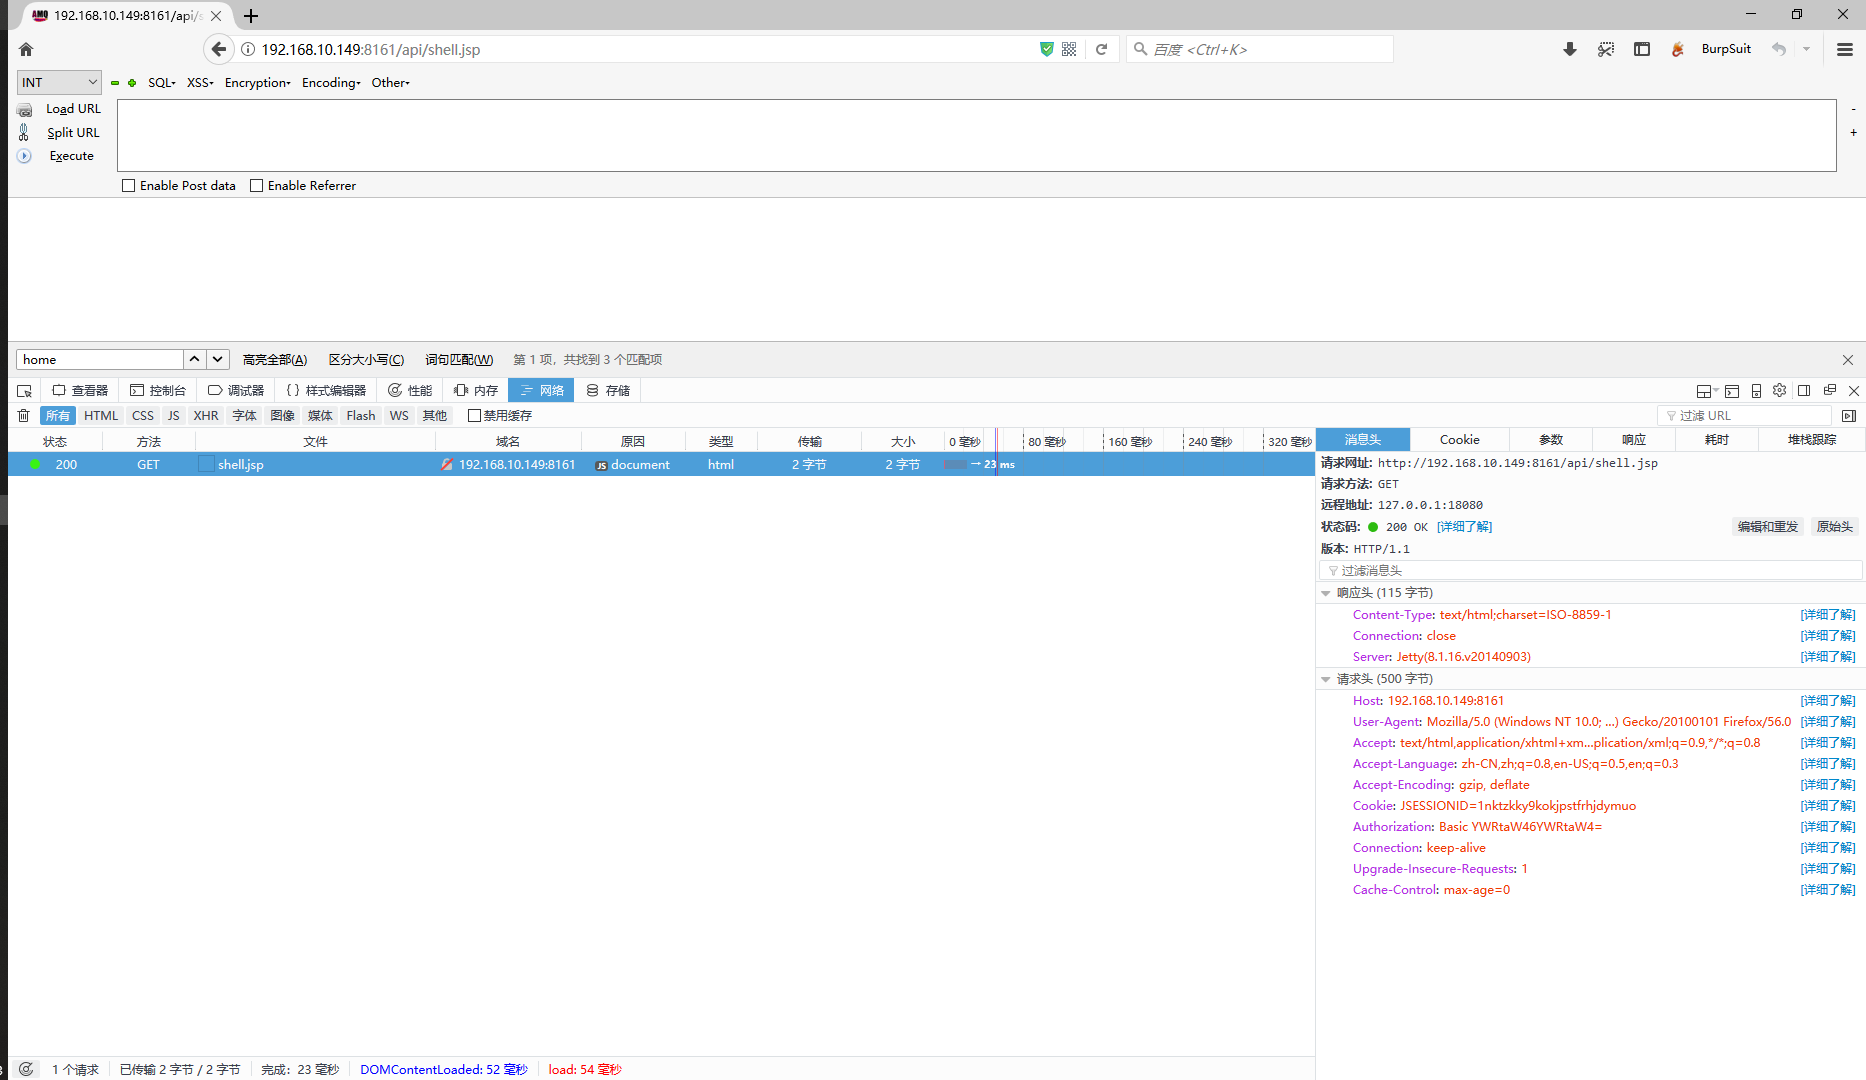 192.168.10.149:8161/api/s
192.168.10.149:8161/api/shell.jsp
百度 <Ctrl+K>
BurpSuit
INT
SQL
XSS
Encryption
Encoding
Other
Load URL
Split URL
Execute
-
+
Enable Post data
Enable Referrer
home
高亮全部(A)
区分大小写(C)
词句匹配(W)
第 1 项，共找到 3 个匹配项
查看器
控制台
调试器
样式编辑器
性能
内存
网络
存储
所有
HTML
CSS
JS
XHR
字体
图像
媒体
Flash
WS
其他
禁用缓存
过滤 URL
状态
方法
文件
域名
原因
类型
传输
大小
0 毫秒
80 毫秒
160 毫秒
240 毫秒
320 毫秒
200
GET
shell.jsp
192.168.10.149:8161
JS document
html
2 字节
2 字节
→ 23 ms
消息头
Cookie
参数
响应
耗时
堆栈跟踪
请求网址: http://192.168.10.149:8161/api/shell.jsp
请求方法: GET
远程地址: 127.0.0.1:18080
状态码: 200 OK [详细了解]
编辑和重发
原始头
版本: HTTP/1.1
过滤消息头
响应头 (115 字节)
Content-Type: text/html;charset=ISO-8859-1 [详细了解]
Connection: close [详细了解]
Server: Jetty(8.1.16.v20140903) [详细了解]
请求头 (500 字节)
Host: 192.168.10.149:8161 [详细了解]
User-Agent: Mozilla/5.0 (Windows NT 10.0; ...) Gecko/20100101 Firefox/56.0 [详细了解]
Accept: text/html,application/xhtml+xm...plication/xml;q=0.9,*/*;q=0.8 [详细了解]
Accept-Language: zh-CN,zh;q=0.8,en-US;q=0.5,en;q=0.3 [详细了解]
Accept-Encoding: gzip, deflate [详细了解]
Cookie: JSESSIONID=1nktzkky9kokjpstfrhjdymuo [详细了解]
Authorization: Basic YWRtaW46YWRtaW4= [详细了解]
Connection: keep-alive [详细了解]
Upgrade-Insecure-Requests: 1 [详细了解]
Cache-Control: max-age=0 [详细了解]
1 个请求
已传输 2 字节 / 2 字节
完成：23 毫秒
DOMContentLoaded: 52 毫秒
load: 54 毫秒